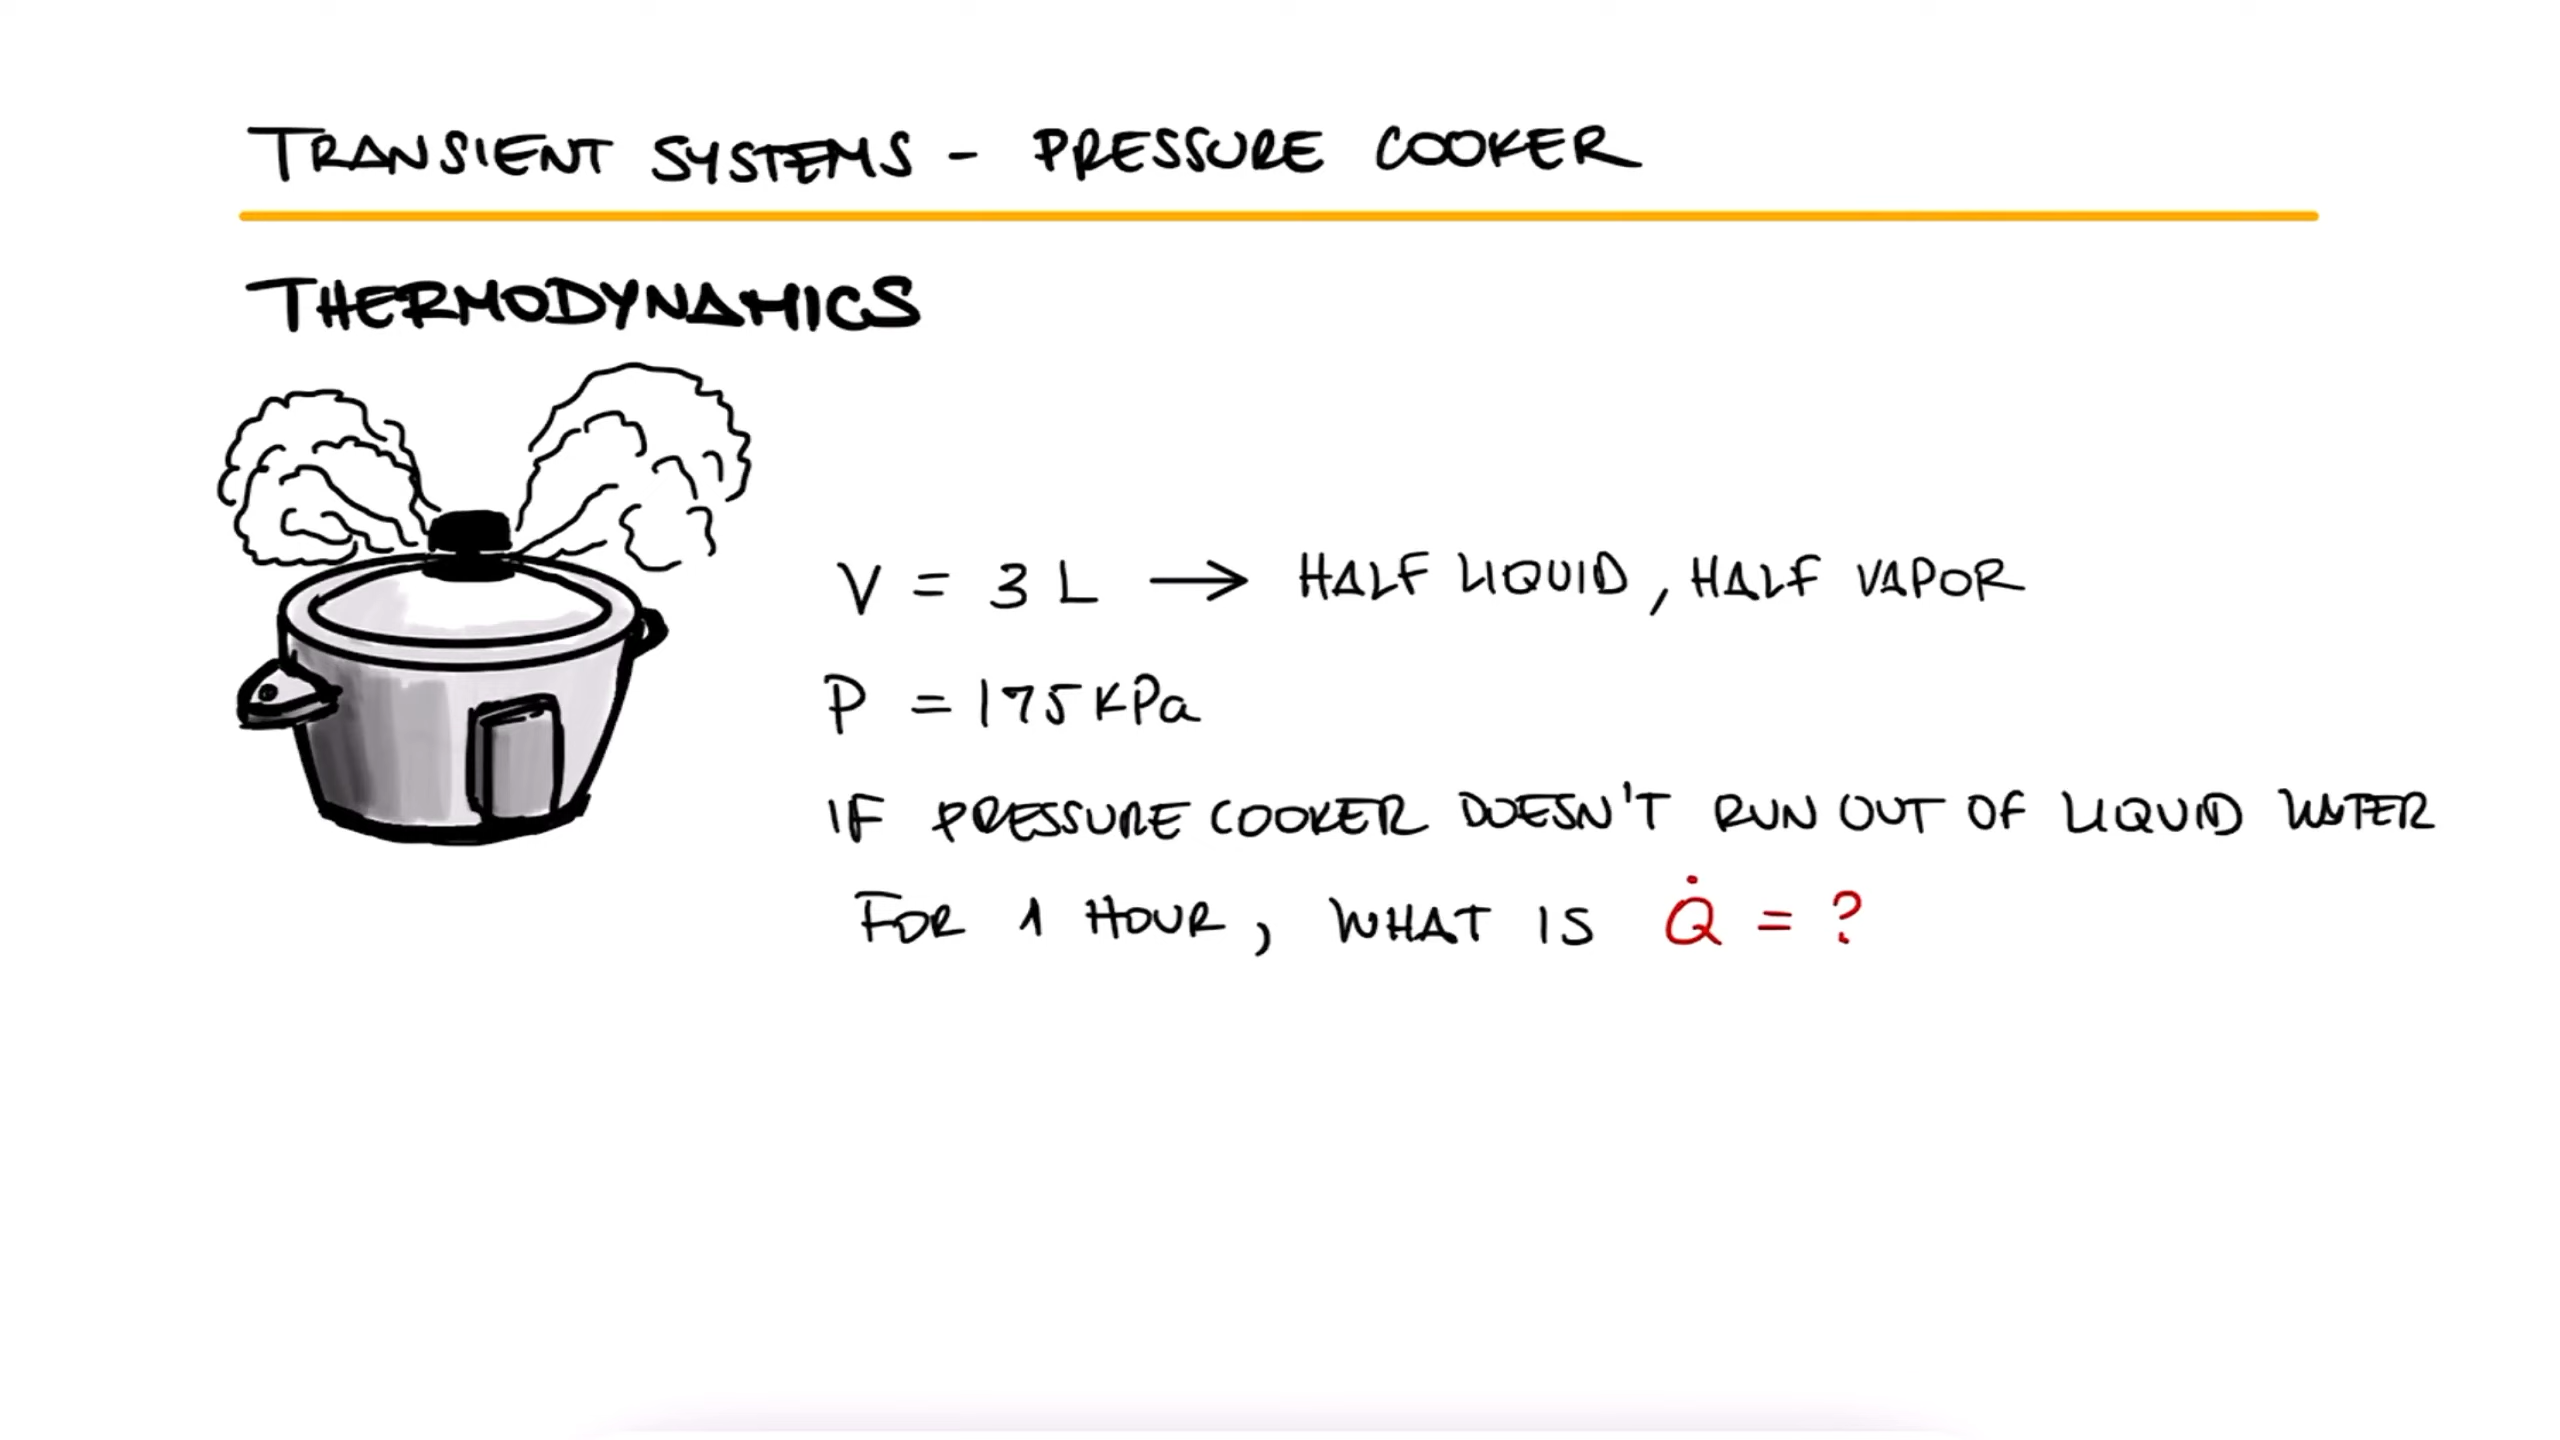 TRANSIENT SYSTEMS - PRESSURE COOKER
THERMODYNAMICS
V = 3 L → HALF LIQUID, HALF VAPOR
P = 175 kPa
IF PRESSURE COOKER DOESN'T RUN OUT OF LIQUID WATER
FOR 1 HOUR, WHAT IS Q̇ = ?